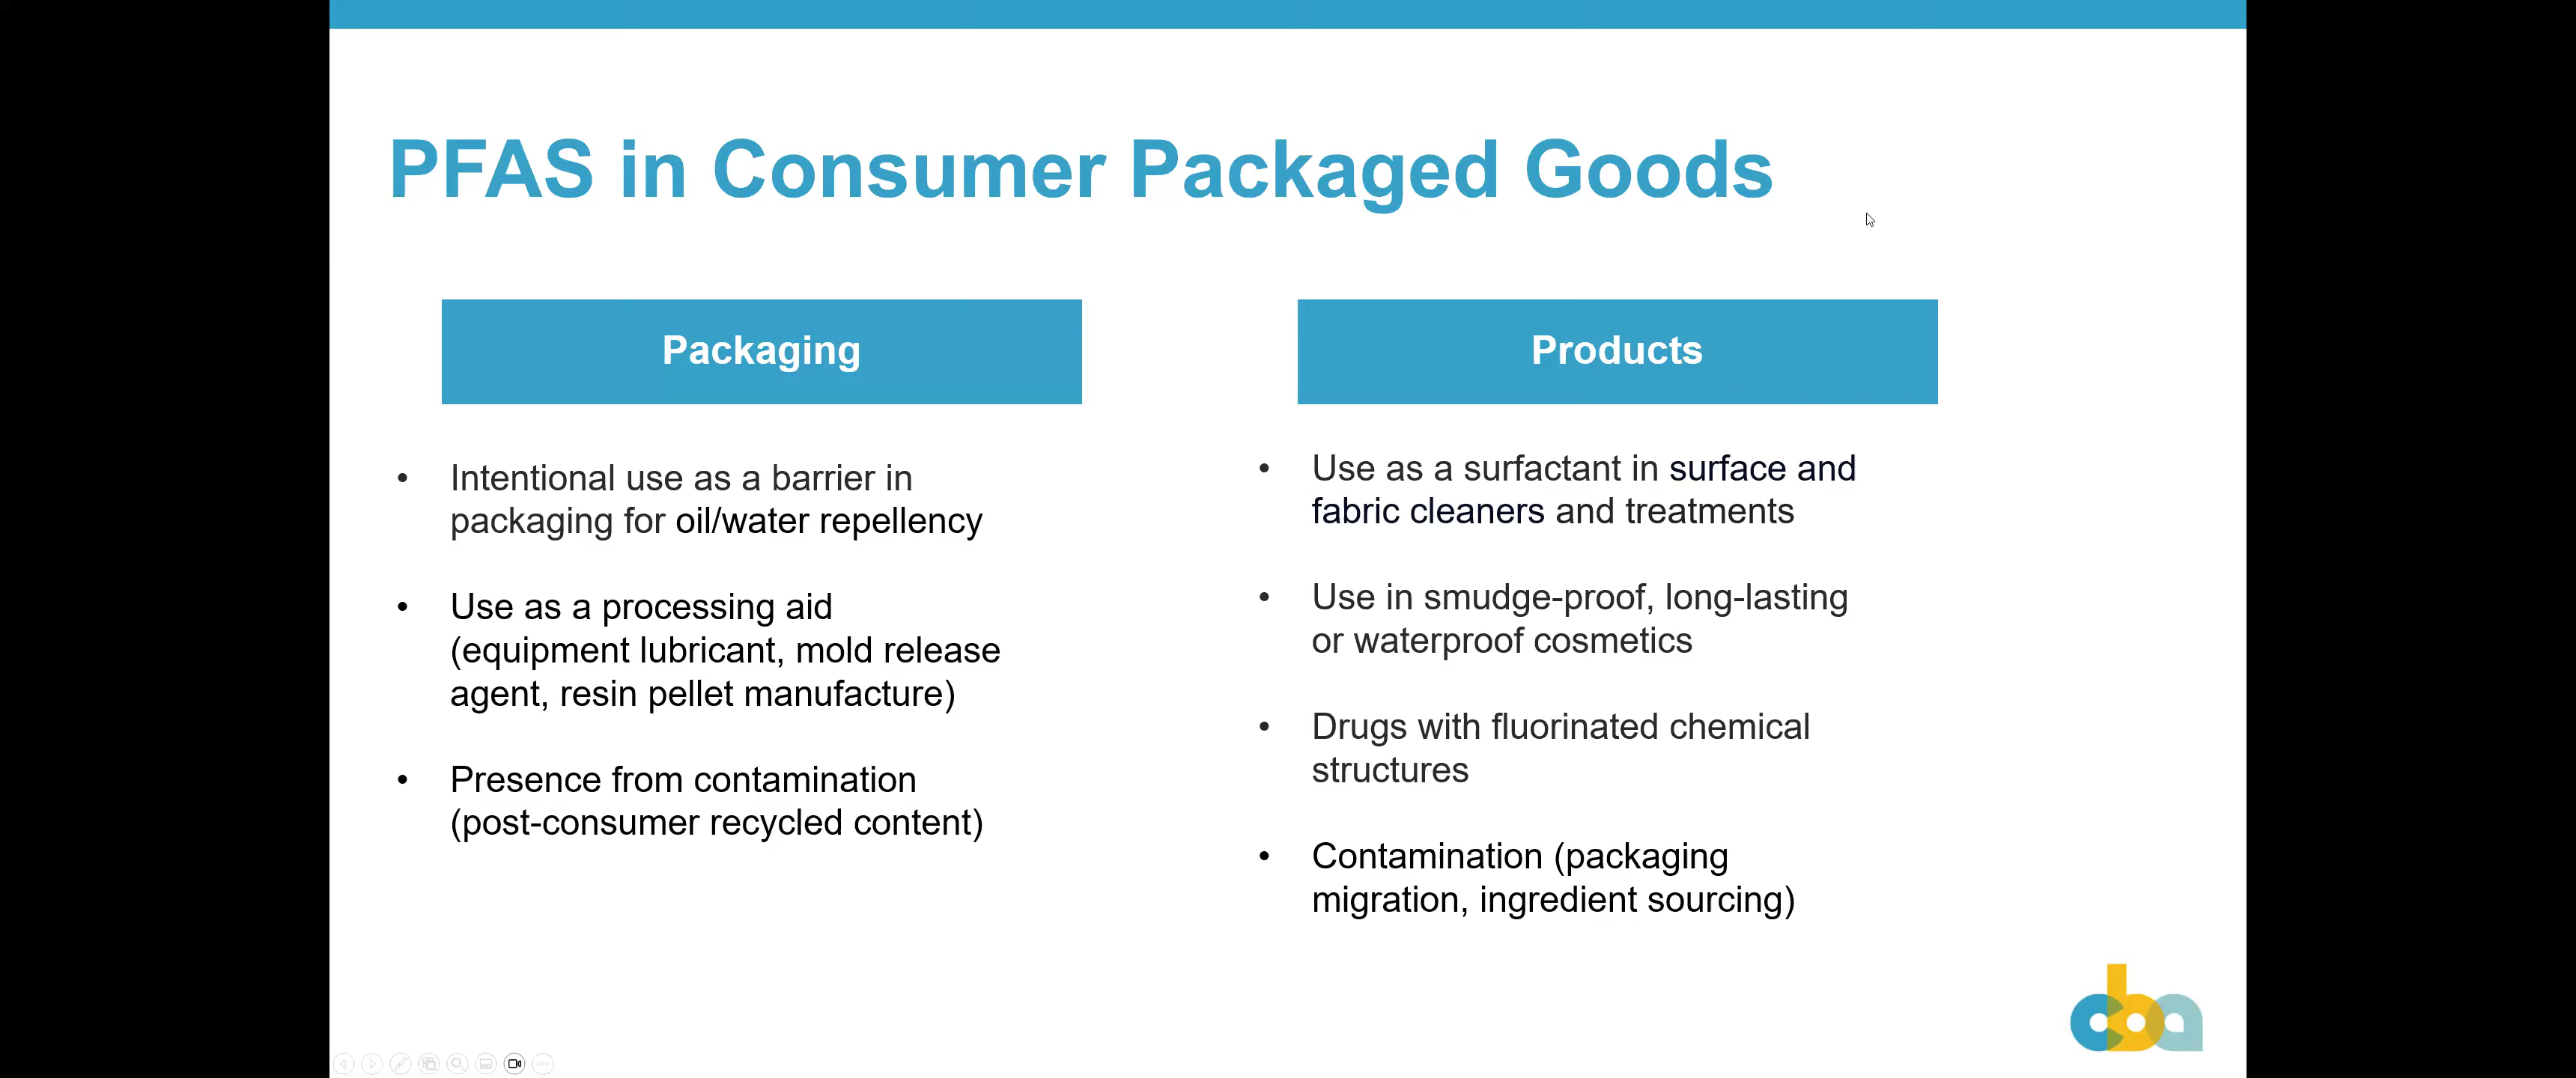 PFAS in Consumer Packaged Goods
Packaging
• Intentional use as a barrier in
packaging for oil/water repellency
• Use as a processing aid
(equipment lubricant, mold release
agent, resin pellet manufacture)
• Presence from contamination
(post-consumer recycled content)
Products
• Use as a surfactant in surface and
fabric cleaners and treatments
• Use in smudge-proof, long-lasting
or waterproof cosmetics
• Drugs with fluorinated chemical
structures
• Contamination (packaging
migration, ingredient sourcing)
cba